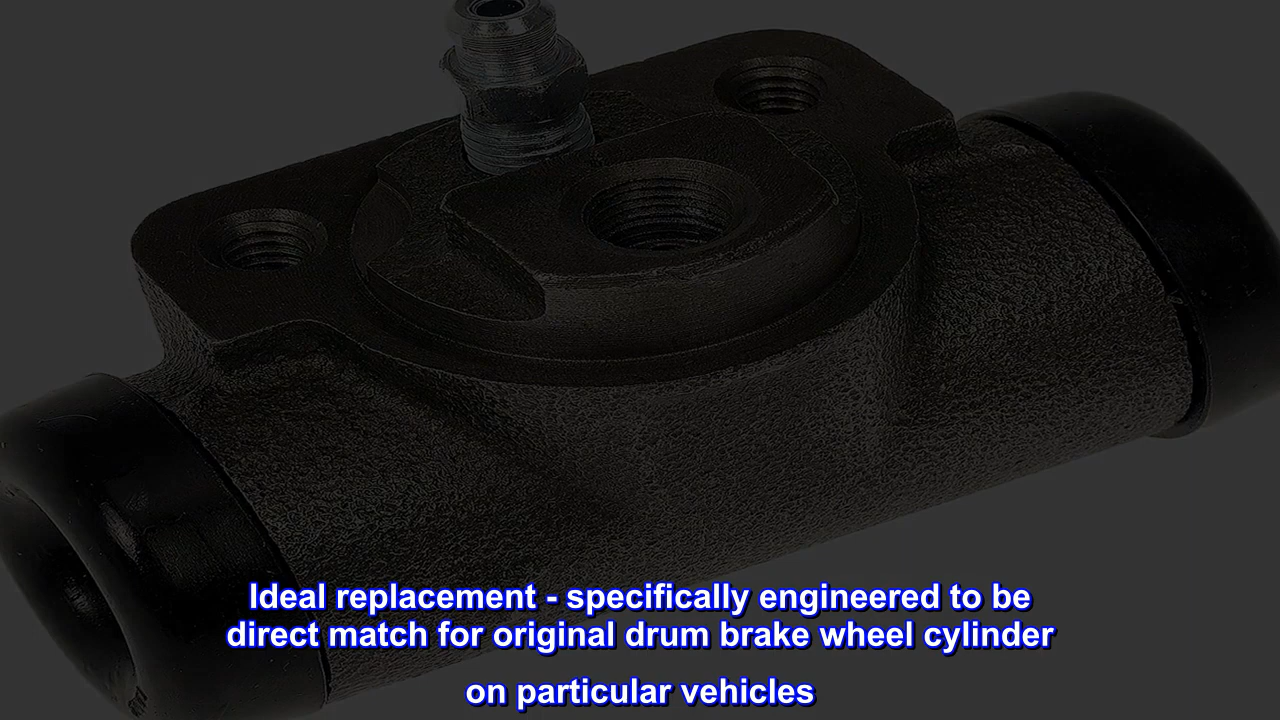 Ideal replacement - specifically engineered to be
direct match for original drum brake wheel cylinder
on particular vehicles